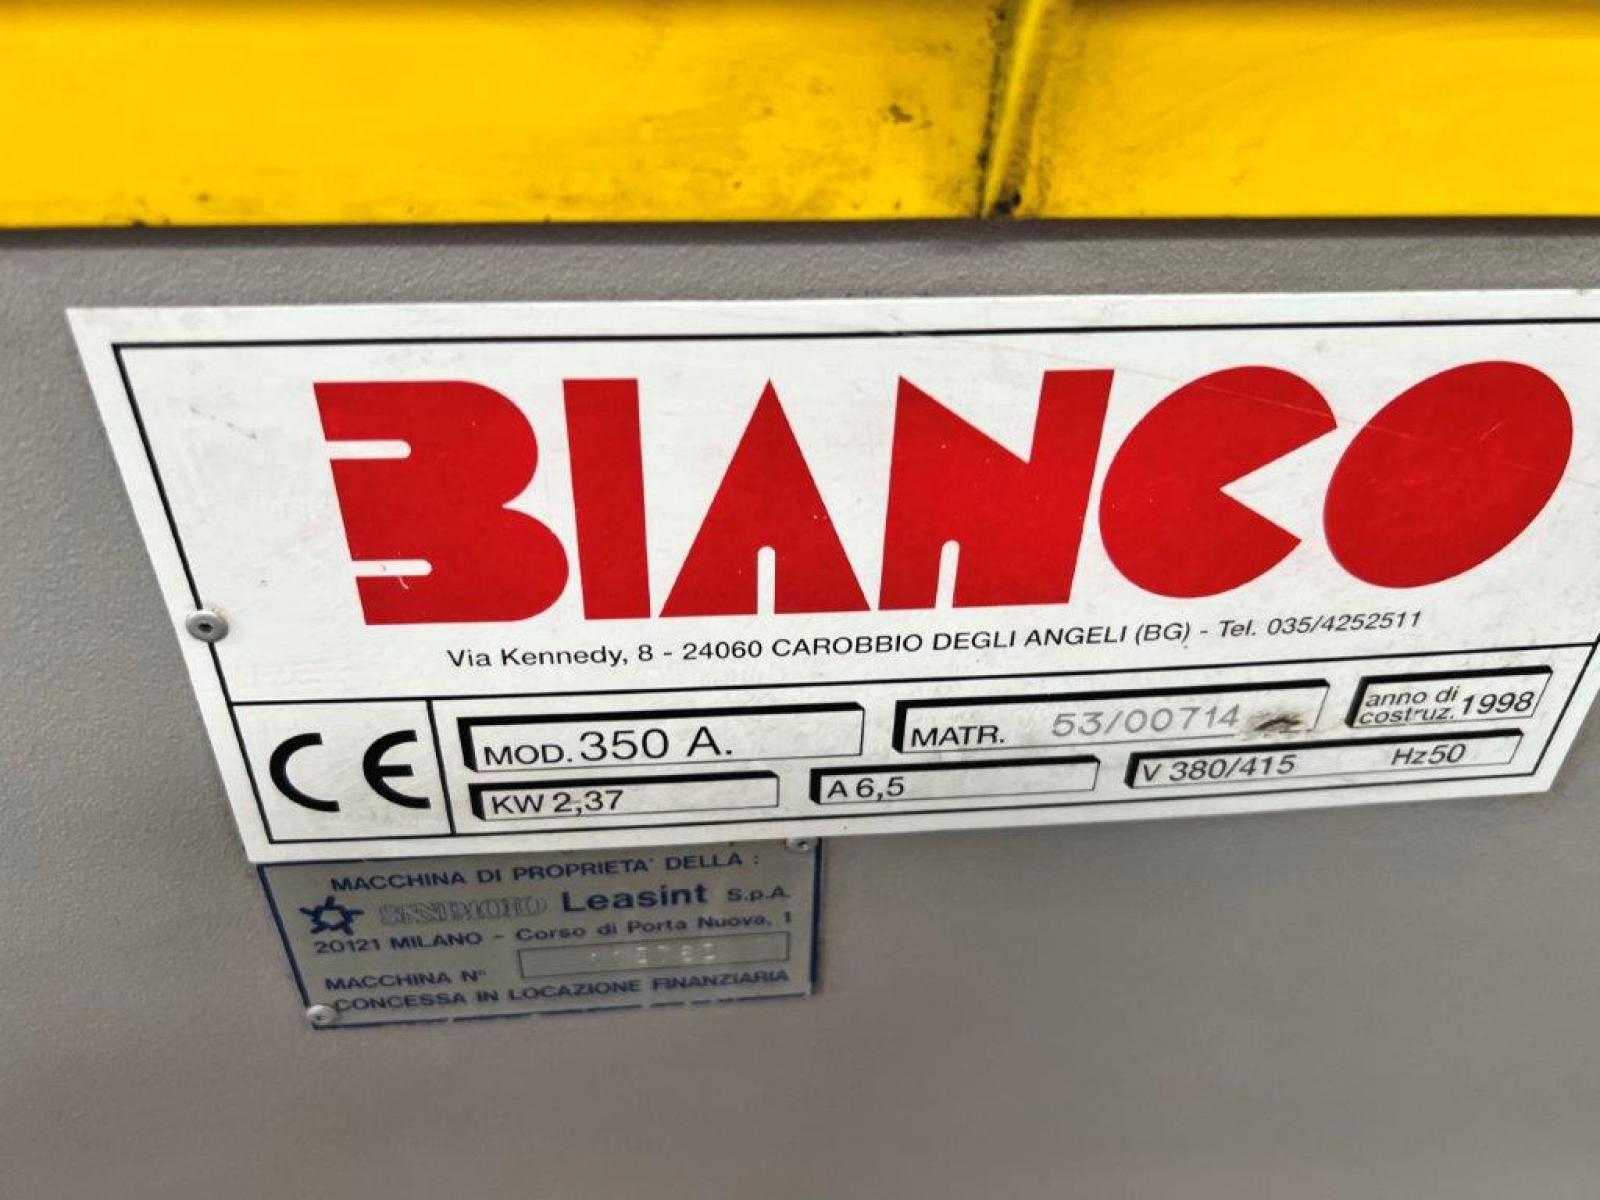 BIANCO
Via Kennedy, 8 - 24060 CAROBBIO DEGLI ANGELI (BG) - Tel. 035/4252511
CE
MOD. 350 A.
MATR. 53/00714
anno di costruz. 1998
KW 2,37
A 6,5
V 380/415 Hz50
MACCHINA DI PROPRIETA' DELLA :
Leasint S.p.A.
20121 MILANO - Corso di Porta Nuova, 1
MACCHINA N°
CONCESSA IN LOCAZIONE FINANZIARIA